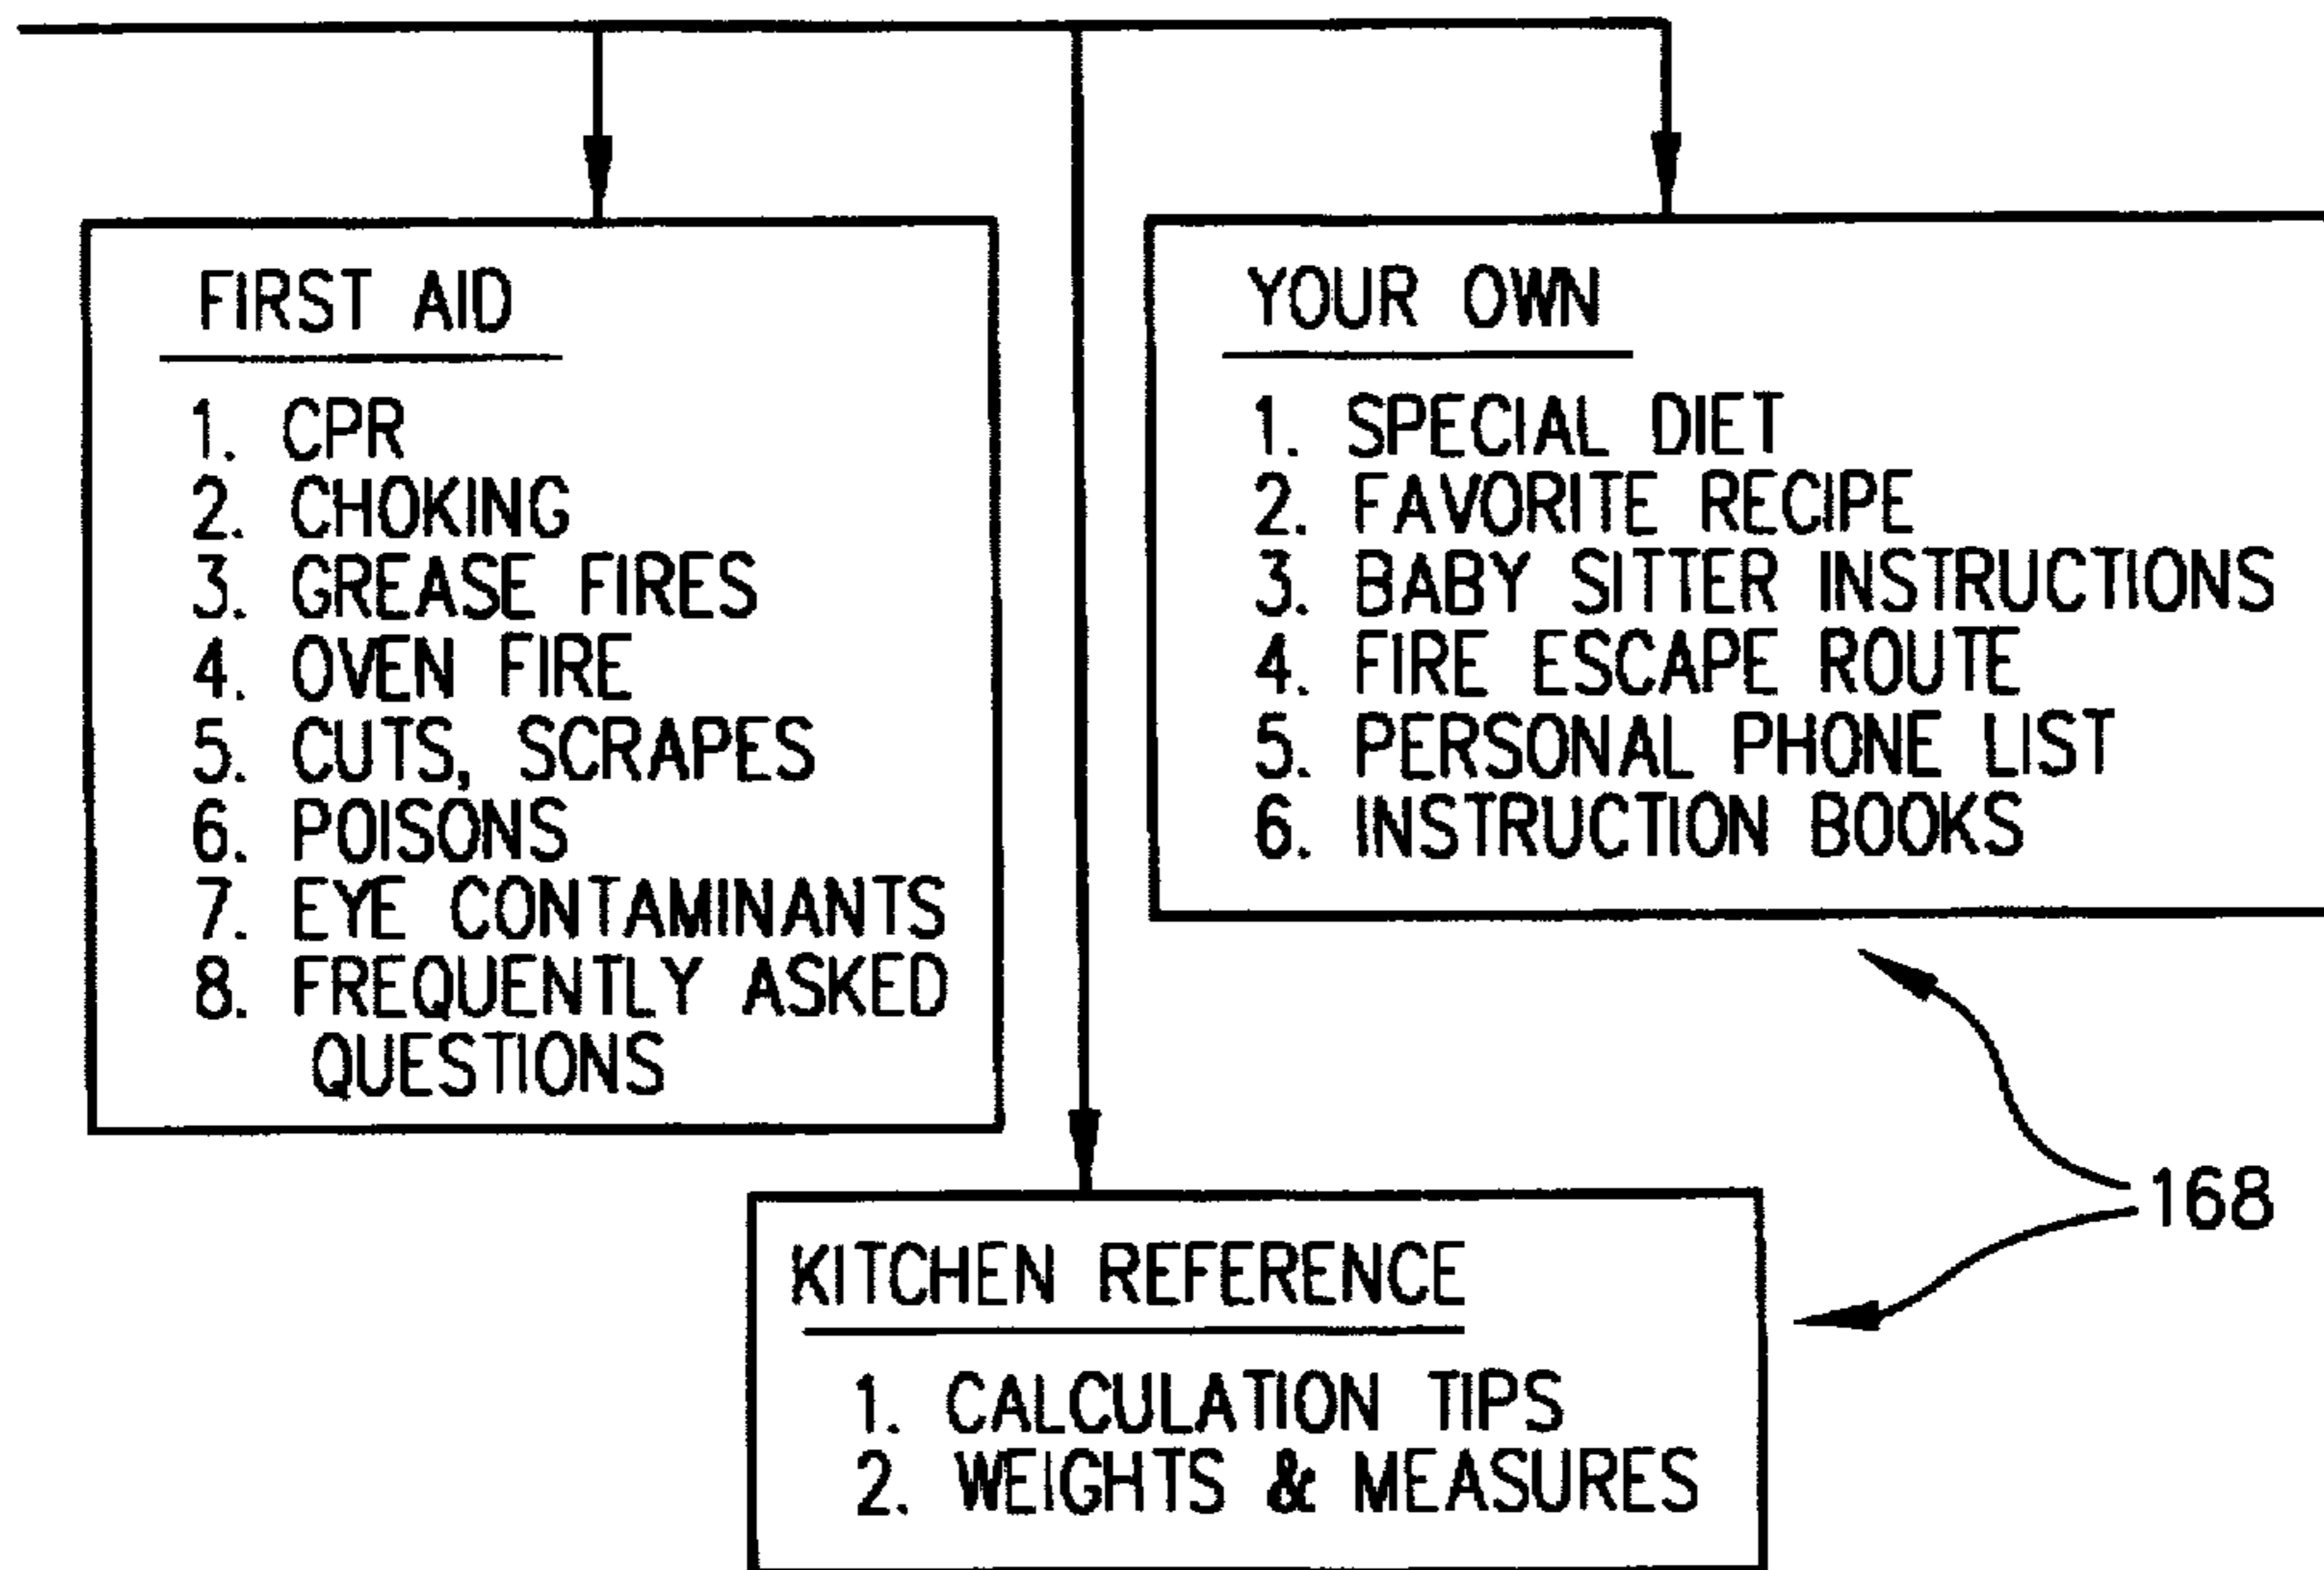 FIRST AID
1. CPR
2. CHOKING
3. GREASE FIRES
4. OVEN FIRE
5. CUTS, SCRAPES
6. POISONS
7. EYE CONTAMINANTS
8. FREQUENTLY ASKED
QUESTIONS
YOUR OWN
1. SPECIAL DIET
2. FAVORITE RECIPE
3. BABY SITTER INSTRUCTIONS
4. FIRE ESCAPE ROUTE
5. PERSONAL PHONE LIST
6. INSTRUCTION BOOKS
168
KITCHEN REFERENCE
1. CALCULATION TIPS
2. WEIGHTS & MEASURES